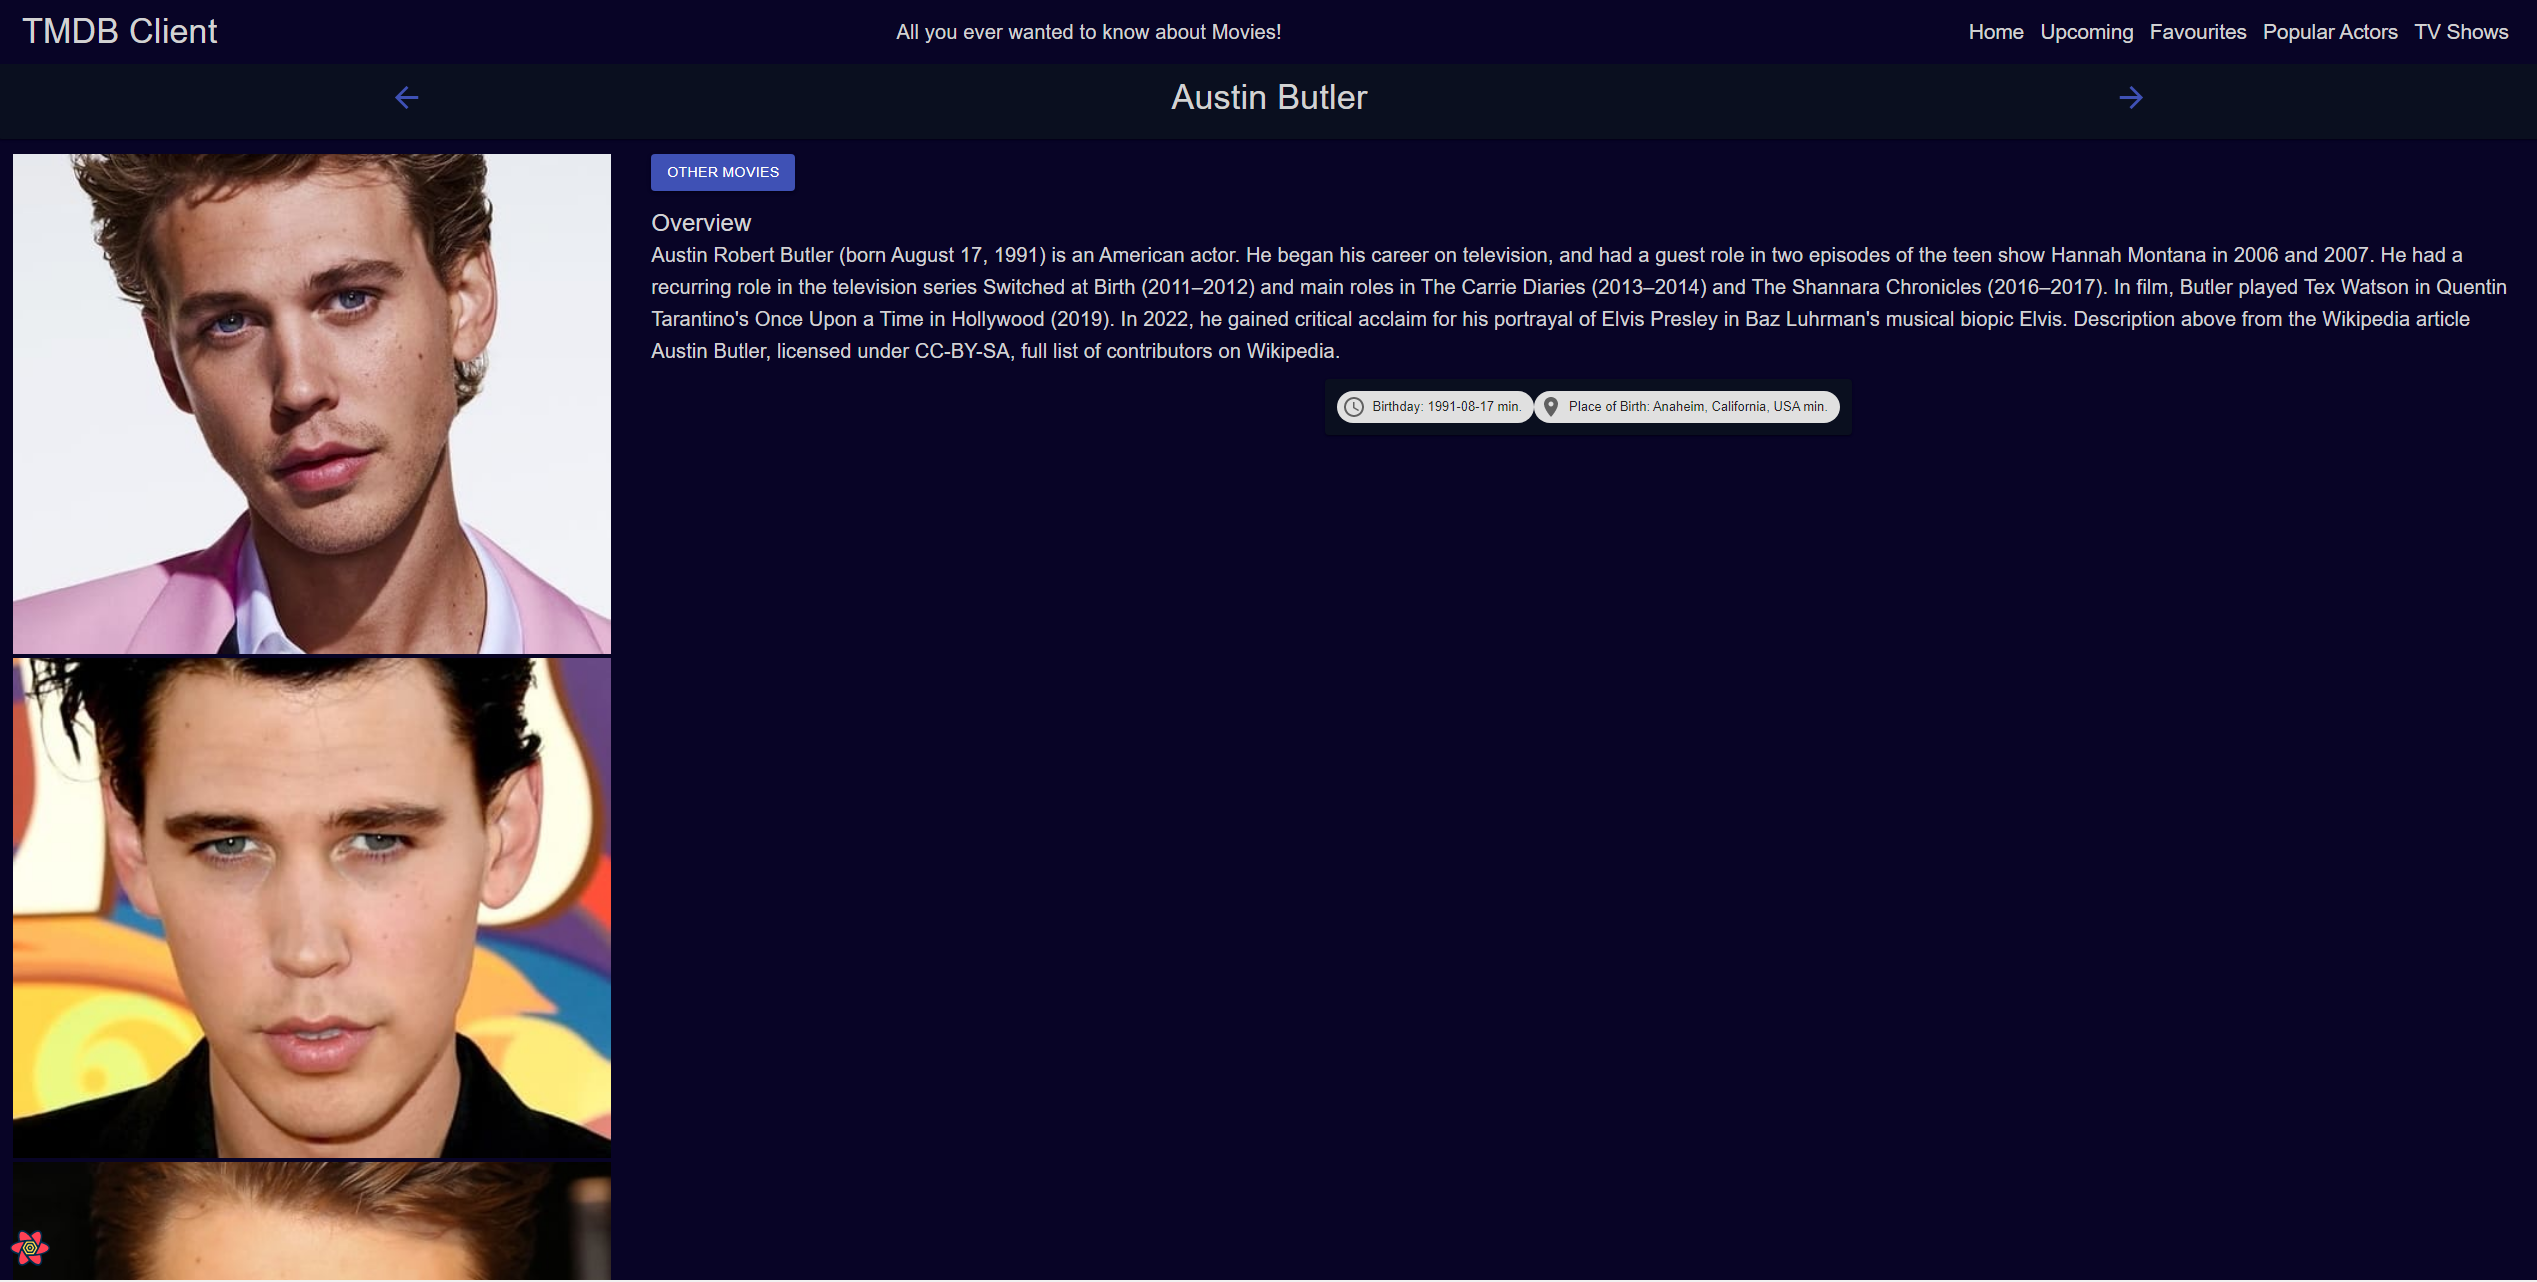 TMDB Client
All you ever wanted to know about Movies!
Home Upcoming Favourites Popular Actors TV Shows
Austin Butler
OTHER MOVIES
Overview
Austin Robert Butler (born August 17, 1991) is an American actor. He began his career on television, and had a guest role in two episodes of the teen show Hannah Montana in 2006 and 2007. He had a
recurring role in the television series Switched at Birth (2011–2012) and main roles in The Carrie Diaries (2013–2014) and The Shannara Chronicles (2016–2017). In film, Butler played Tex Watson in Quentin
Tarantino's Once Upon a Time in Hollywood (2019). In 2022, he gained critical acclaim for his portrayal of Elvis Presley in Baz Luhrman's musical biopic Elvis. Description above from the Wikipedia article
Austin Butler, licensed under CC-BY-SA, full list of contributors on Wikipedia.
Birthday: 1991-08-17 min.
Place of Birth: Anaheim, California, USA min.